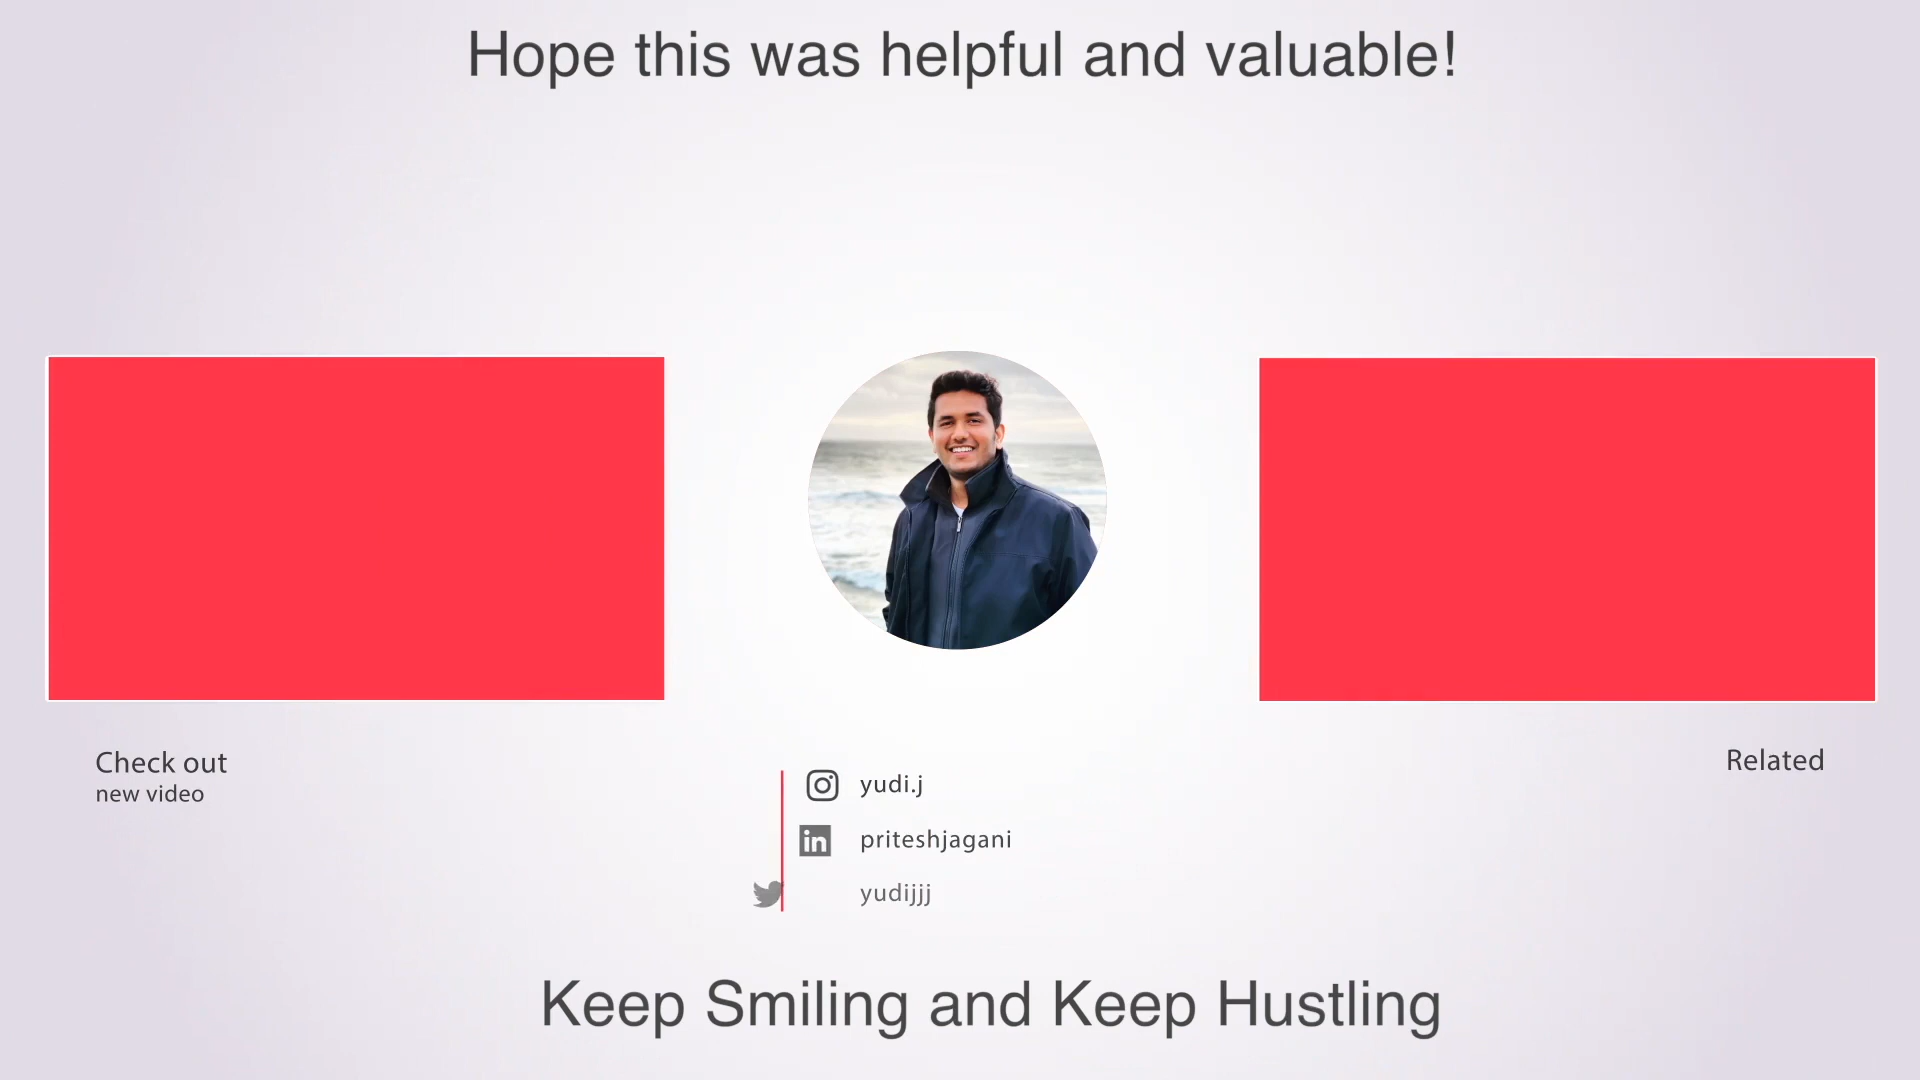 Hope this was helpful and valuable!
Check out
new video
Related
yudi.j
in
priteshjagani
yudijjj
Keep Smiling and Keep Hustling